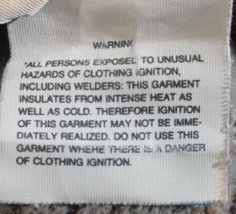 WARNING
*ALL PERSONS EXPOSED TO UNUSUAL
HAZARDS OF CLOTHING IGNITION,
INCLUDING WELDERS: THIS GARMENT
INSULATES FROM INTENSE HEAT AS
WELL AS COLD. THEREFORE IGNITION
OF THIS GARMENT MAY NOT BE IMME-
DIATELY REALIZED. DO NOT USE THIS
GARMENT WHERE THERE IS A DANGER
OF CLOTHING IGNITION.